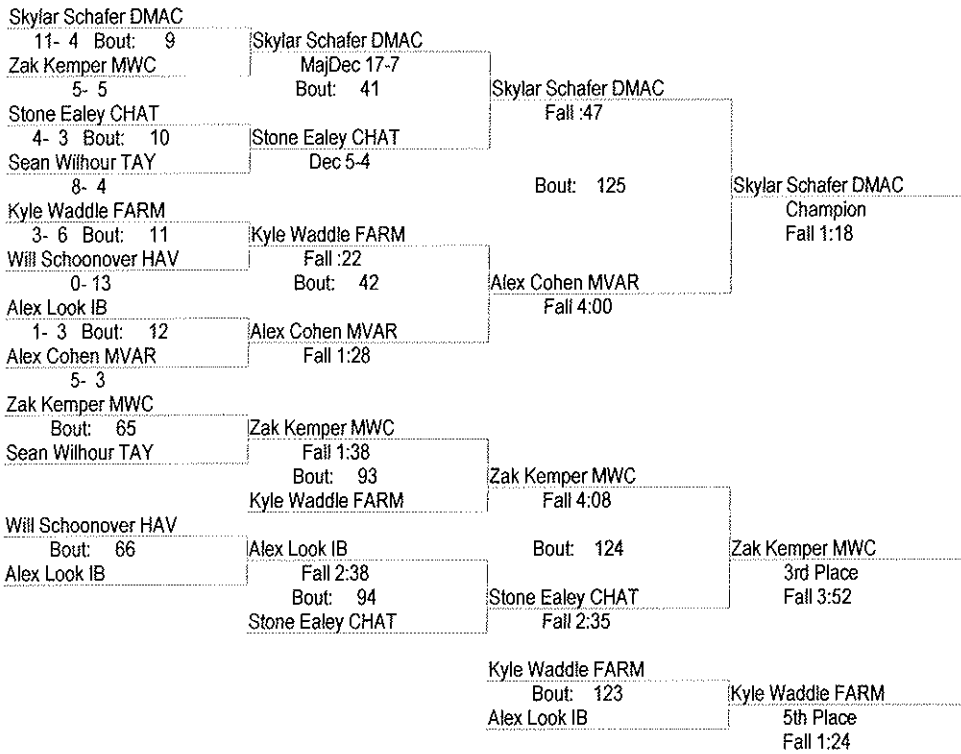 Skylar Schafer DMAC
11- 4 Bout: 9
Zak Kemper MWC
5- 5
Stone Ealey CHAT
4- 3 Bout: 10
Sean Wilhour TAY
8- 4
Kyle Waddle FARM
3- 6 Bout: 11
Will Schoonover HAV
0- 13
Alex Look IB
1- 3 Bout: 12
Alex Cohen MVAR
5- 3
Skylar Schafer DMAC
MajDec 17-7
Bout: 41
Stone Ealey CHAT
Dec 5-4
Kyle Waddle FARM
Fall :22
Bout: 42
Alex Cohen MVAR
Fall 1:28
Skylar Schafer DMAC
Fall :47
Bout: 125
Alex Cohen MVAR
Fall 4:00
Skylar Schafer DMAC
Champion
Fall 1:18
Zak Kemper MWC
Bout: 65
Sean Wilhour TAY
Will Schoonover HAV
Bout: 66
Alex Look IB
Zak Kemper MWC
Fall 1:38
Bout: 93
Kyle Waddle FARM
Alex Look IB
Fall 2:38
Bout: 94
Stone Ealey CHAT
Zak Kemper MWC
Fall 4:08
Bout: 124
Stone Ealey CHAT
Fall 2:35
Zak Kemper MWC
3rd Place
Fall 3:52
Kyle Waddle FARM
Bout: 123
Alex Look IB
Kyle Waddle FARM
5th Place
Fall 1:24